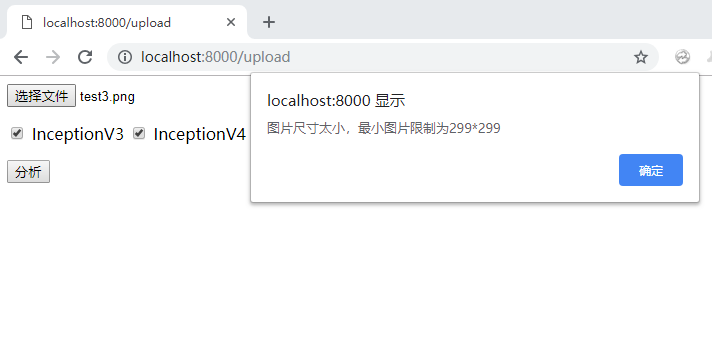 localhost:8000/upload
localhost:8000/upload
localhost:8000 显示
图片尺寸太小，最小图片限制为299*299
确定
选择文件 test3.png
InceptionV3 InceptionV4
分析